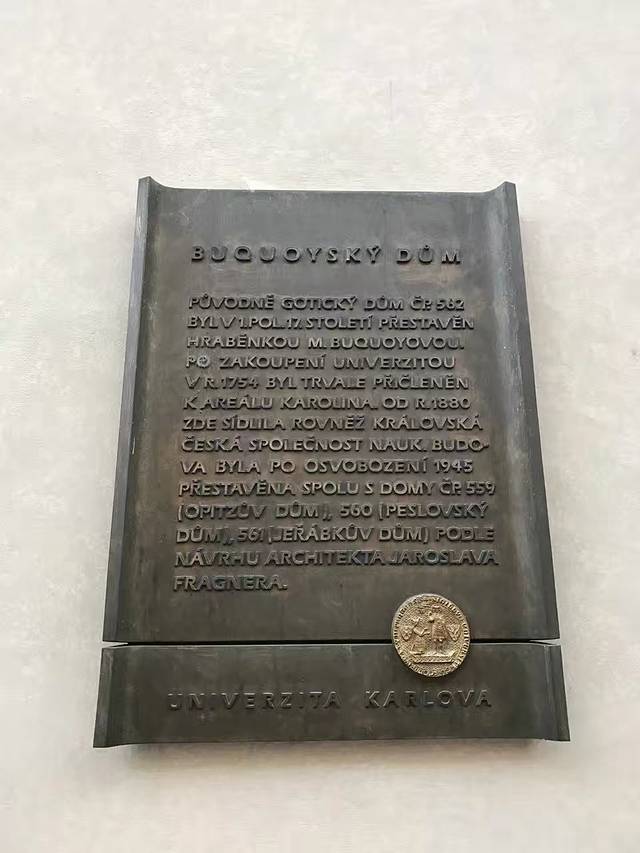 BUQUOYSKÝ DŮM
PŮVODNĚ GOTICKÝ DŮM ČP. 562
BYL V 1. POL. 17. STOLETÍ PŘESTAVĚN
HRABĚNKOU M. BUQUOYOVOU.
PO ZAKOUPENÍ UNIVERZITOU
V R. 1754 BYL TRVALE PŘIČLENĚN
K AREÁLU KAROLINA. OD R. 1880
ZDE SÍDLILA ROVNĚŽ KRÁLOVSKÁ
ČESKÁ SPOLEČNOST NAUK. BUDO-
VA BYLA PO OSVOBOZENÍ 1945
PŘESTAVĚNA SPOLU S DOMY ČP. 559
(OPITZŮV DŮM), 560 (PESLOVSKÝ
DŮM), 561 (JEŘÁBKŮV DŮM) PODLE
NÁVRHU ARCHITEKTA JAROSLAVA
FRAGNERA.
UNIVERZITA KARLOVA